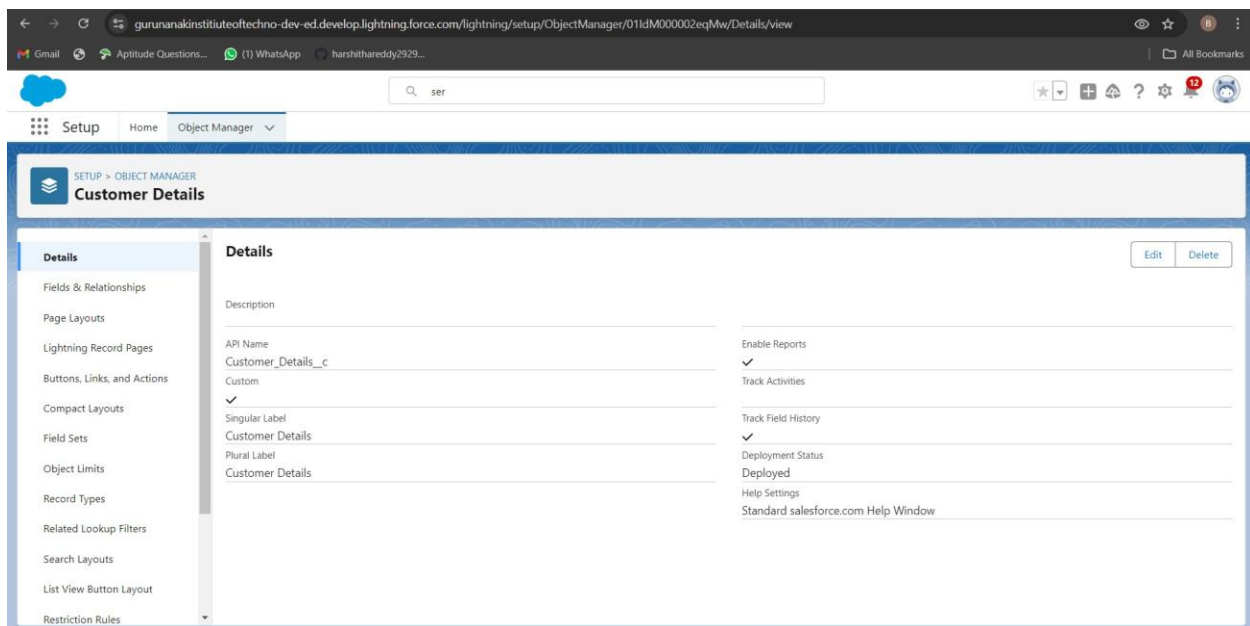 gurunanakinstitiuteoftechno-dev-ed.develop.lightning.force.com/lightning/setup/ObjectManager/01IdM000002eqMw/Details/view
B
Gmail
Aptitude Questions...
(1) WhatsApp
harshithareddy2929...
All Bookmarks
ser
12
Setup
Home
Object Manager
SETUP > OBJECT MANAGER
Customer Details
Details
Fields & Relationships
Page Layouts
Lightning Record Pages
Buttons, Links, and Actions
Compact Layouts
Field Sets
Object Limits
Record Types
Related Lookup Filters
Search Layouts
List View Button Layout
Restriction Rules
Details
Edit
Delete
Description
API Name
Customer_Details__c
Custom
Singular Label
Customer Details
Plural Label
Customer Details
Enable Reports
Track Activities
Track Field History
Deployment Status
Deployed
Help Settings
Standard salesforce.com Help Window